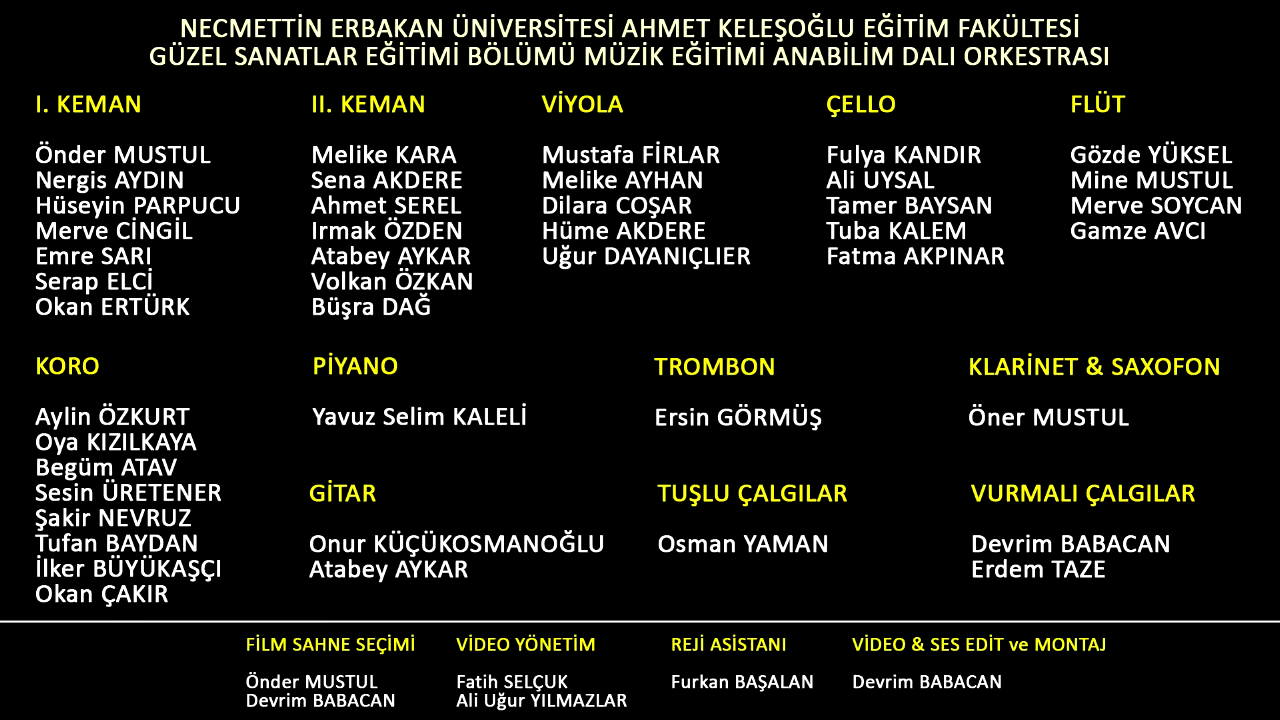 NECMETTİN ERBAKAN ÜNİVERSİTESİ AHMET KELEŞOĞLU EĞİTİM FAKÜLTESİ
GÜZEL SANATLAR EĞİTİMİ BÖLÜMÜ MÜZİK EĞİTİMİ ANABİLİM DALI ORKESTRASI
I. KEMAN
Önder MUSTUL
Nergis AYDIN
Hüseyin PARPUCU
Merve CİNGİL
Emre SARI
Serap ELCİ
Okan ERTÜRK
II. KEMAN
Melike KARA
Sena AKDERE
Ahmet SEREL
Irmak ÖZDEN
Atabey AYKAR
Volkan ÖZKAN
Büşra DAĞ
VİYOLA
Mustafa FİRLAR
Melike AYHAN
Dilara COŞAR
Hüme AKDERE
Uğur DAYANIÇLIER
ÇELLO
Fulya KANDIR
Ali UYSAL
Tamer BAYSAN
Tuba KALEM
Fatma AKPINAR
FLÜT
Gözde YÜKSEL
Mine MUSTUL
Merve SOYCAN
Gamze AVCI
KORO
Aylin ÖZKURT
Oya KIZILKAYA
Begüm ATAV
Sesin ÜRETENER
Şakir NEVRUZ
Tufan BAYDAN
İlker BÜYÜKAŞÇI
Okan ÇAKIR
PİYANO
Yavuz Selim KALELİ
TROMBON
Ersin GÖRMÜŞ
KLARİNET & SAXOFON
Öner MUSTUL
GİTAR
Onur KÜÇÜKOSMANOĞLU
Atabey AYKAR
TUŞLU ÇALGILAR
Osman YAMAN
VURMALI ÇALGILAR
Devrim BABACAN
Erdem TAZE
FİLM SAHNE SEÇİMİ
Önder MUSTUL
Devrim BABACAN
VİDEO YÖNETİM
Fatih SELÇUK
Ali Uğur YILMAZLAR
REJİ ASİSTANI
Furkan BAŞALAN
VİDEO & SES EDİT ve MONTAJ
Devrim BABACAN